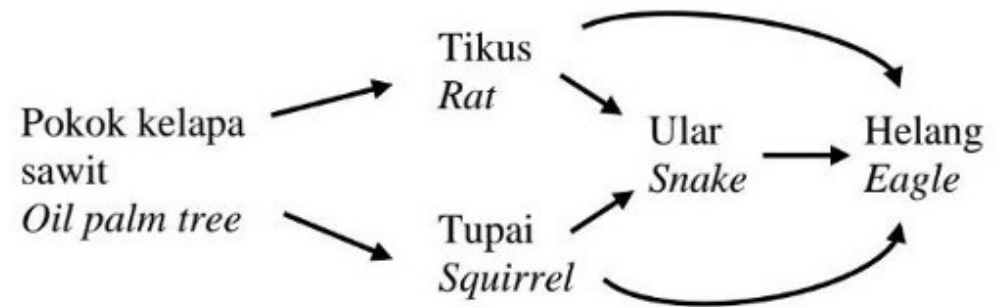 Tikus
Rat
Pokok kelapa
sawit
Oil palm tree
Ular
Snake
Helang
Eagle
Tupai
Squirrel